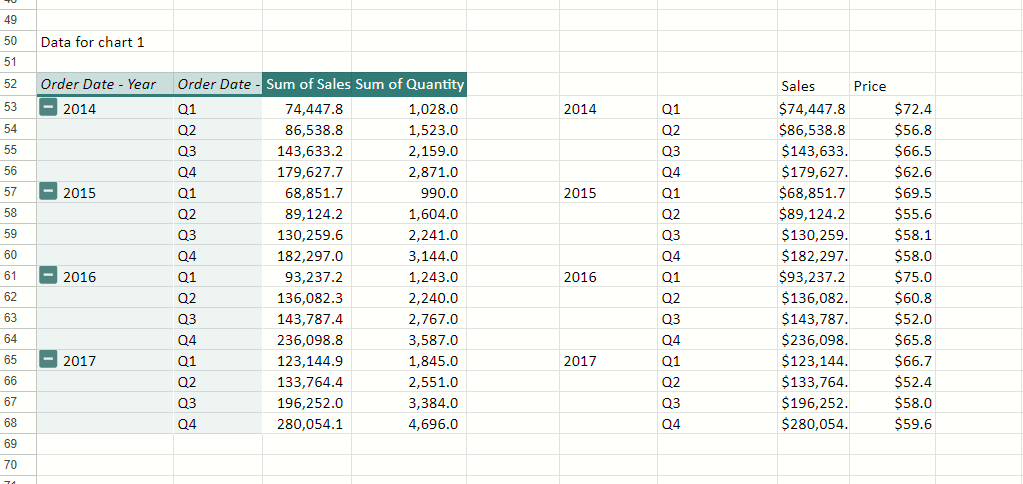 49
50 Data for chart 1
51
52 Order Date - Year Order Date - Sum of Sales Sum of Quantity Sales Price
53 2014 Q1 74,447.8 1,028.0 2014 Q1 $74,447.8 $72.4
54 Q2 86,538.8 1,523.0 Q2 $86,538.8 $56.8
55 Q3 143,633.2 2,159.0 Q3 $143,633. $66.5
56 Q4 179,627.7 2,871.0 Q4 $179,627. $62.6
57 2015 Q1 68,851.7 990.0 2015 Q1 $68,851.7 $69.5
58 Q2 89,124.2 1,604.0 Q2 $89,124.2 $55.6
59 Q3 130,259.6 2,241.0 Q3 $130,259. $58.1
60 Q4 182,297.0 3,144.0 Q4 $182,297. $58.0
61 2016 Q1 93,237.2 1,243.0 2016 Q1 $93,237.2 $75.0
62 Q2 136,082.3 2,240.0 Q2 $136,082. $60.8
63 Q3 143,787.4 2,767.0 Q3 $143,787. $52.0
64 Q4 236,098.8 3,587.0 Q4 $236,098. $65.8
65 2017 Q1 123,144.9 1,845.0 2017 Q1 $123,144. $66.7
66 Q2 133,764.4 2,551.0 Q2 $133,764. $52.4
67 Q3 196,252.0 3,384.0 Q3 $196,252. $58.0
68 Q4 280,054.1 4,696.0 Q4 $280,054. $59.6
69
70